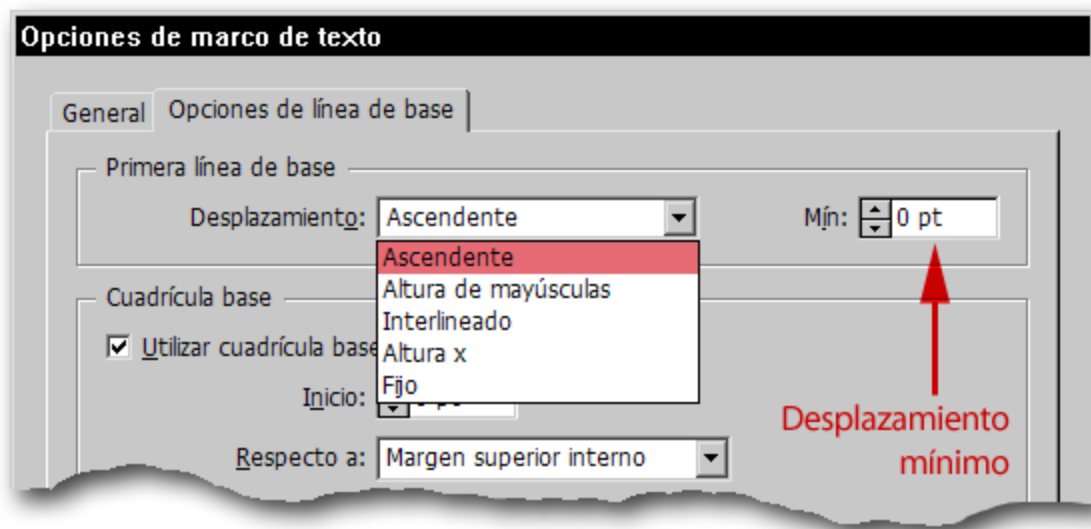 Opciones de marco de texto
General
Opciones de línea de base
Primera línea de base
Desplazamiento: Ascendente
Mín: 0 pt
Ascendente
Altura de mayúsculas
Interlineado
Altura x
Fijo
Cuadrícula base
Utilizar cuadrícula base
Inicio:
Respecto a: Margen superior interno
Desplazamiento
mínimo